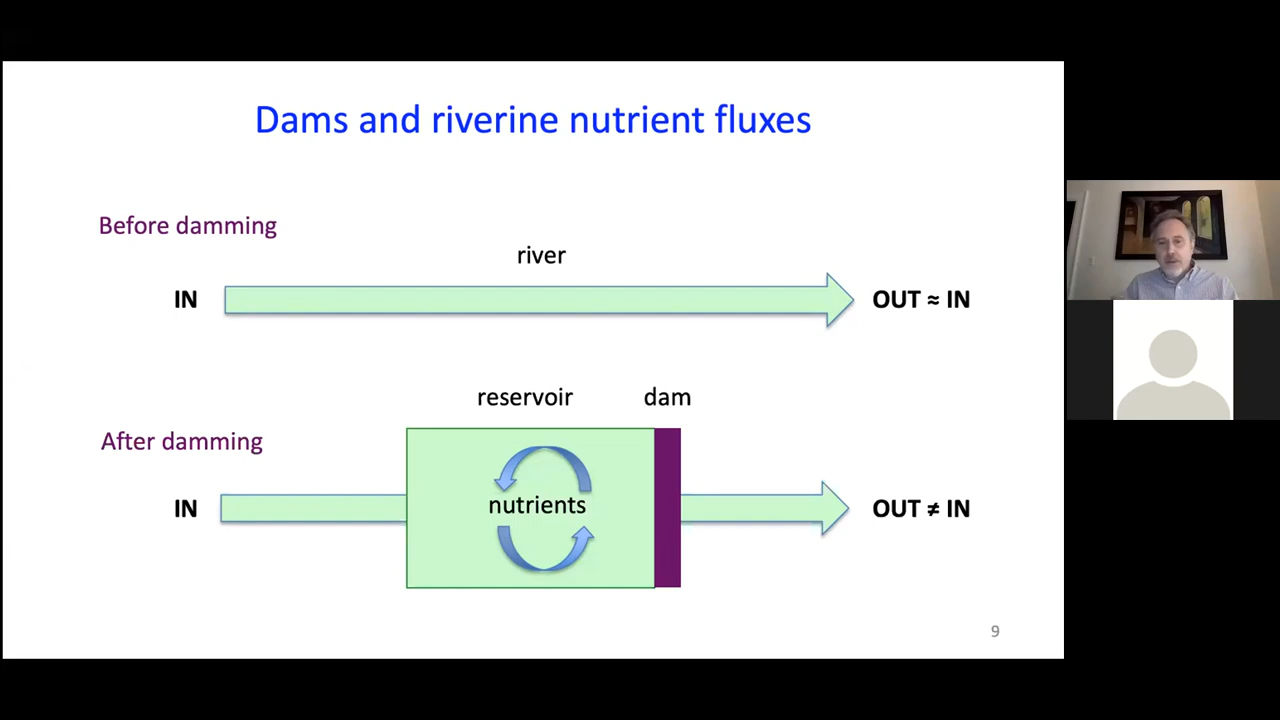 Dams and riverine nutrient fluxes
Before damming
river
IN
OUT ≈ IN
reservoir
dam
After damming
nutrients
IN
OUT ≠ IN
9